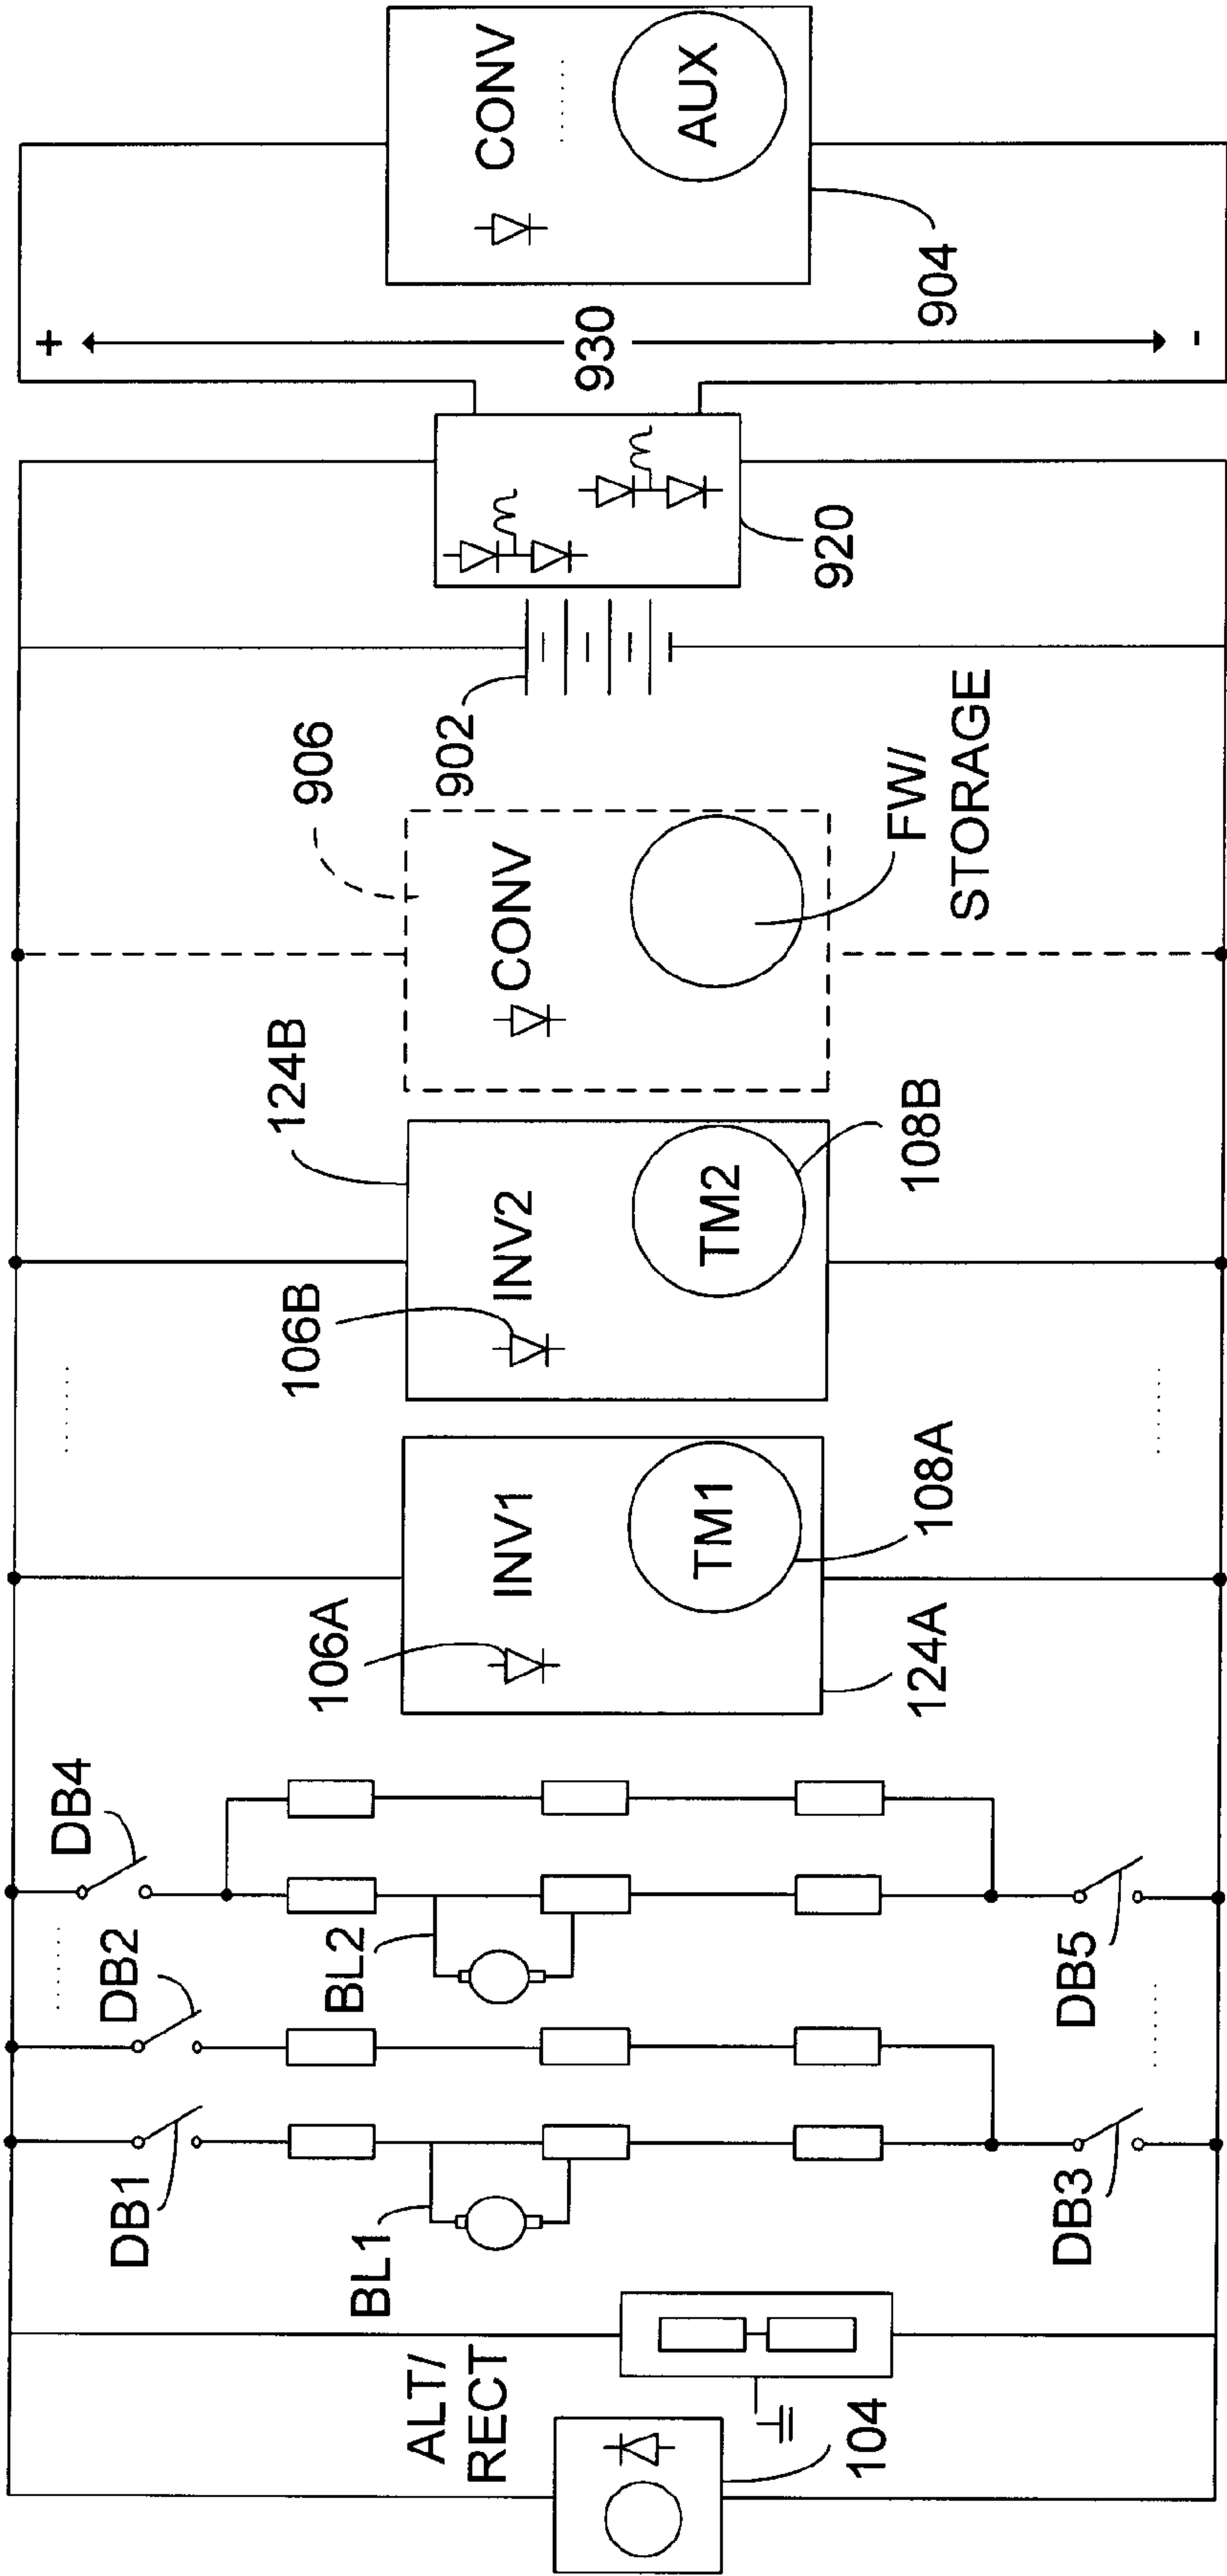 ALT/
RECT
104
BL1
DB1
DB2
DB3
BL2
DB4
DB5
106A
INV1
TM1
108A
124A
106B
INV2
TM2
108B
124B
906
CONV
FW/
STORAGE
902
920
+
930
-
CONV
AUX
904